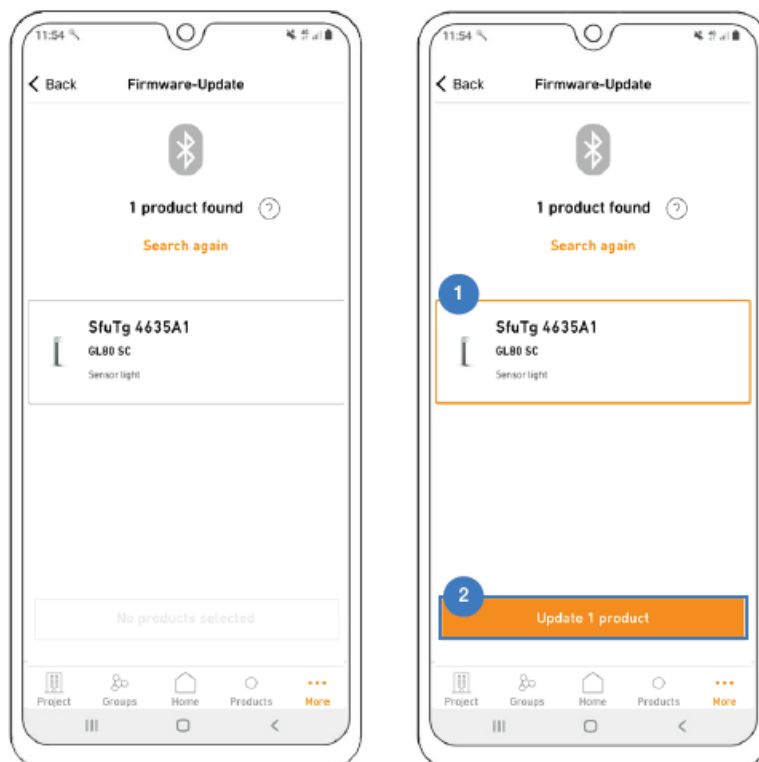 11:54
Back
Firmware-Update
1 product found ?
Search again
SfuTg 4635A1
GL80 SC
Sensor light
No products selected
Project Groups Home Products More
11:54
Back
Firmware-Update
1 product found ?
Search again
1
SfuTg 4635A1
GL80 SC
Sensor light
2
Update 1 product
Project Groups Home Products More